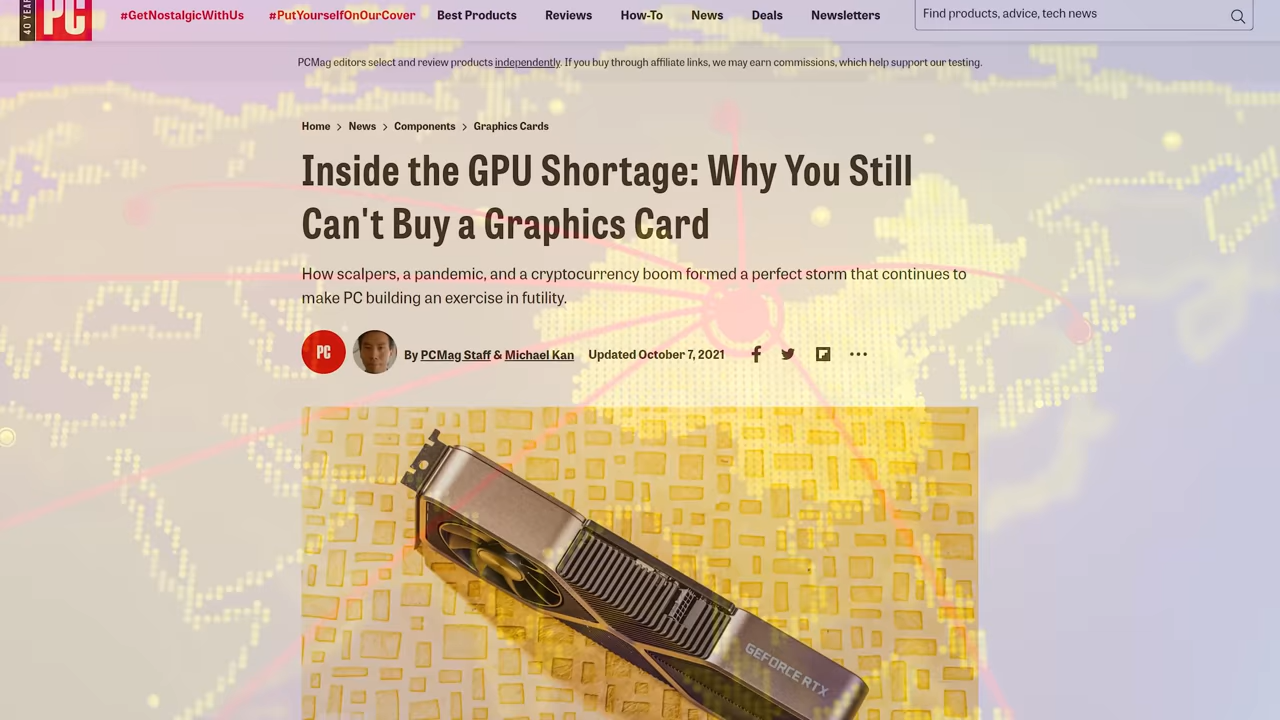 40 YEAR
PC
#GetNostalgicWithUs
#PutYourselfOnOurCover
Best Products
Reviews
How-To
News
Deals
Newsletters
Find products, advice, tech news
PCMag editors select and review products independently. If you buy through affiliate links, we may earn commissions, which help support our testing.
Home > News > Components > Graphics Cards
Inside the GPU Shortage: Why You Still
Can't Buy a Graphics Card
How scalpers, a pandemic, and a cryptocurrency boom formed a perfect storm that continues to
make PC building an exercise in futility.
PC
By PCMag Staff & Michael Kan
Updated October 7, 2021
GEFORCE RTX